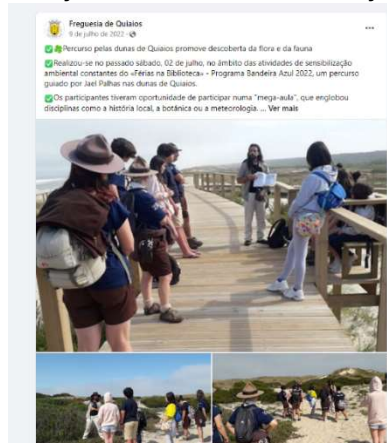 Freguesia de Quiaios
9 de julho de 2022 ·
✅🍀Percurso pelas dunas de Quiaios promove descoberta da flora e da fauna
✅Realizou-se no passado sábado, 02 de julho, no âmbito das atividades de sensibilização
ambiental constantes do «Férias na Biblioteca» - Programa Bandeira Azul 2022, um percurso
guiado por Jael Palhas nas dunas de Quiaios.
✅Os participantes tiveram oportunidade de participar numa "mega-aula", que englobou
disciplinas como a história local, a botânica ou a meteorologia. ... Ver mais